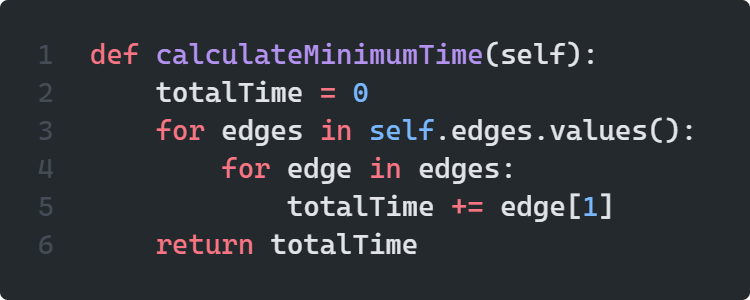 1 def calculateMinimumTime(self):
2     totalTime = 0
3     for edges in self.edges.values():
4         for edge in edges:
5             totalTime += edge[1]
6     return totalTime